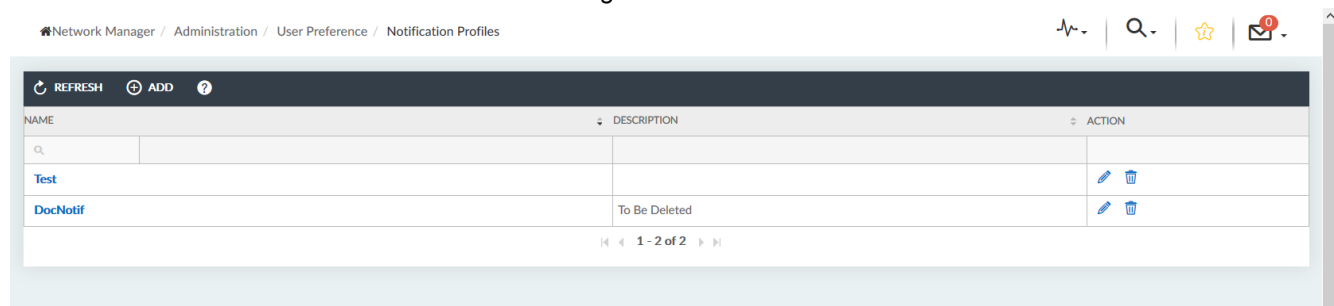 Network Manager / Administration / User Preference / Notification Profiles
0
REFRESH ADD ?
NAME DESCRIPTION ACTION
Test
DocNotif To Be Deleted
1 - 2 of 2